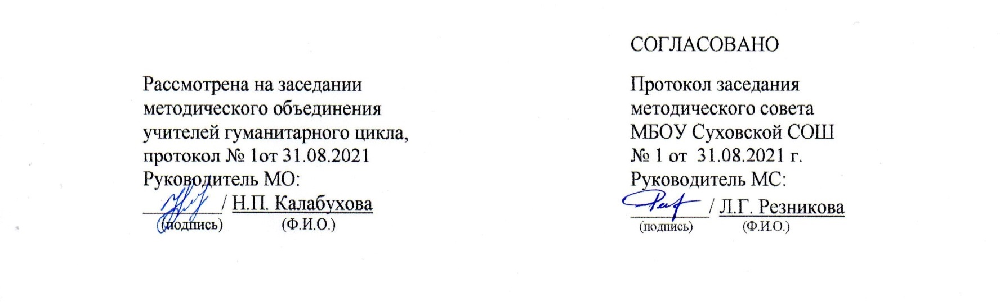 Рассмотрена на заседании
методического объединения
учителей гуманитарного цикла,
протокол № 1от 31.08.2021
Руководитель МО:
/ Н.П. Калабухова
(подпись) (Ф.И.О.)
СОГЛАСОВАНО
Протокол заседания
методического совета
МБОУ Суховской СОШ
№ 1 от 31.08.2021 г.
Руководитель МС:
/ Л.Г. Резникова
(подпись) (Ф.И.О.)